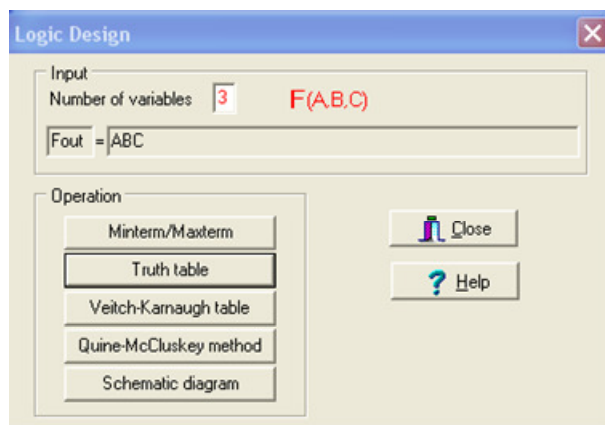 Logic Design
Input
Number of variables 3 F(A,B,C)
Fout = ABC
Operation
Minterm/Maxterm
Truth table
Veitch-Karnaugh table
Quine-McCluskey method
Schematic diagram
Close
Help